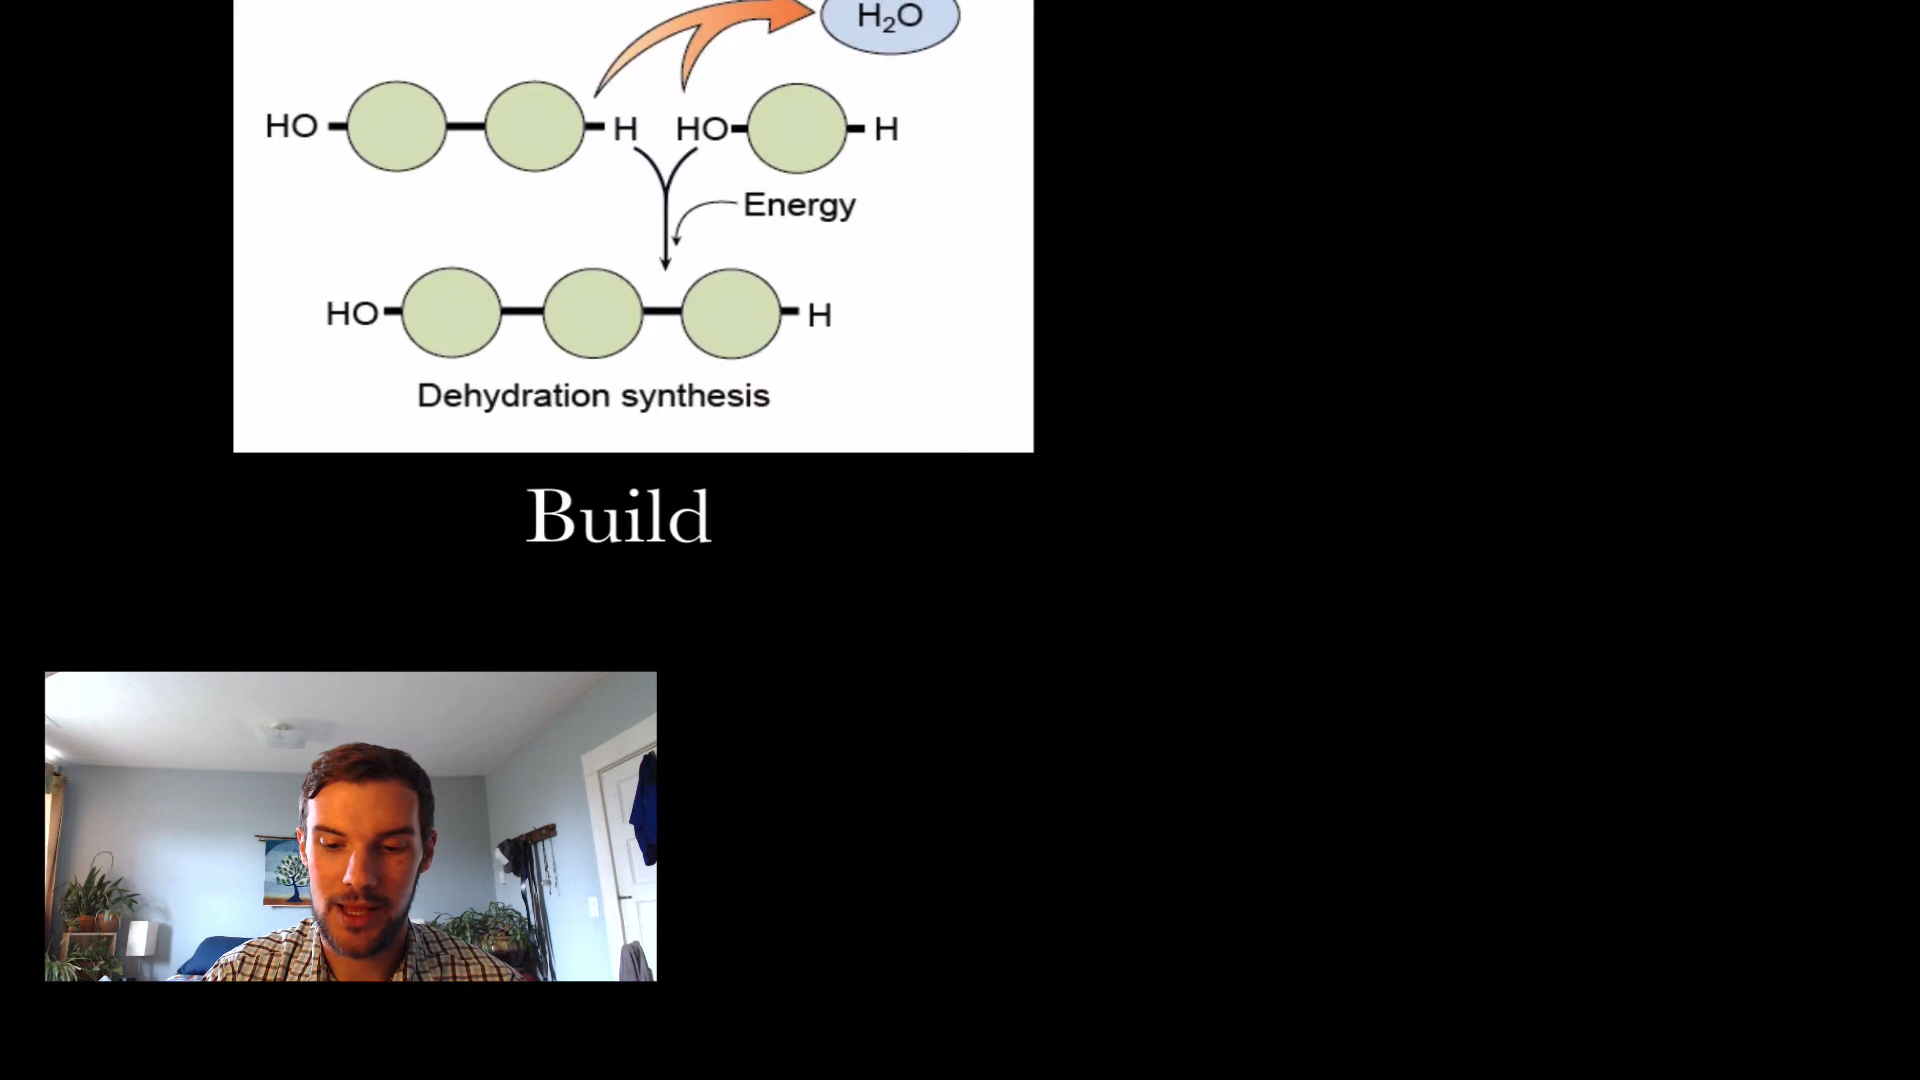 H₂O
HO H HO H
Energy
HO H
Dehydration synthesis
Build